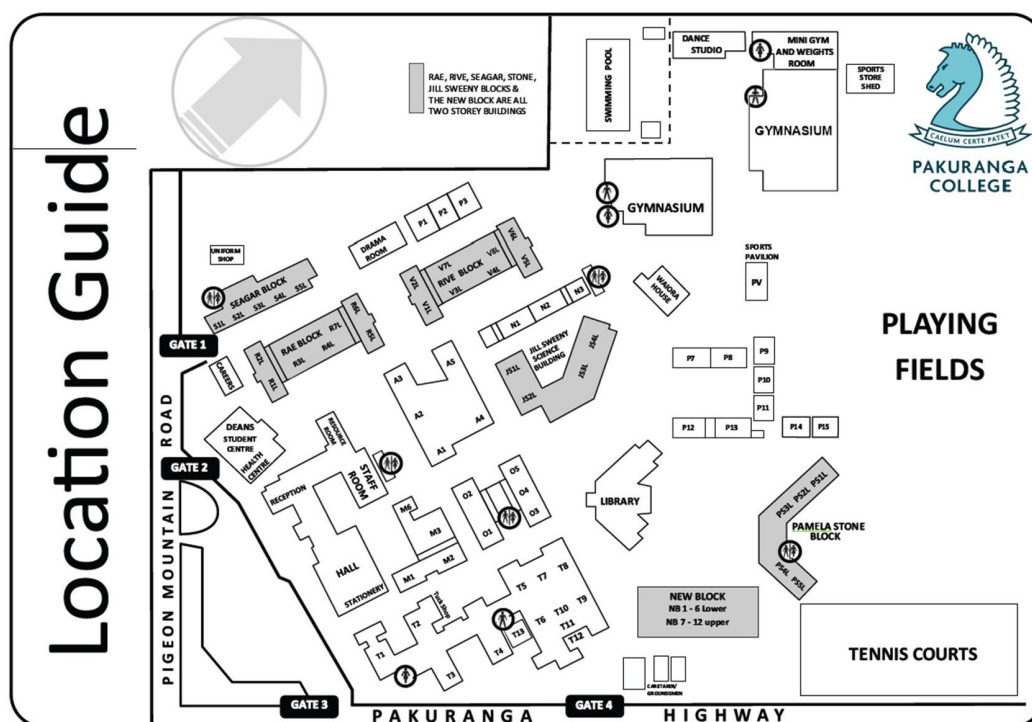 Location Guide
RAE, RIVE, SEAGAR, STONE,
JILL SWEENY BLOCKS &
THE NEW BLOCK ARE ALL
TWO STOREY BUILDINGS
SWIMMING POOL
DANCE
STUDIO
MINI GYM
AND WEIGHTS
ROOM
SPORTS
STORE
SHED
GYMNASIUM
CAELUM CERTE PATET
PAKURANGA
COLLEGE
GYMNASIUM
P1
P2
P3
DRAMA
ROOM
UNIFORM
SHOP
SEAGAR BLOCK
S1L
S2L
S3L
S4L
S5L
RIVE BLOCK
V2L
V1L
V7L
V3L
V8L
V4L
V6L
V5L
N1
N2
N3
WAIORA
HOUSE
SPORTS
PAVILION
PV
PLAYING
FIELDS
GATE 1
RAE BLOCK
R2L
R1L
R3L
R4L
R7L
R6L
R5L
CAREERS
JILL SWEENY
SCIENCE
BUILDING
JS1L
JS2L
JS3L
JS4L
P7
P8
P9
P10
P11
P12
P13
P14
P15
A3
A5
A2
A4
A1
DEANS
STUDENT
CENTRE
HEALTH
CENTRE
RESOURCE
ROOM
STAFF
ROOM
GATE 2
RECEPTION
PIGEON MOUNTAIN ROAD
HALL
STATIONERY
M6
M3
M2
M1
O2
O1
O5
O4
O3
LIBRARY
PS3L PS2L PS1L
PAMELA STONE
BLOCK
PS4L
PS5L
Tuck Shop
T1
T2
T3
T4
T5
T7
T8
T9
T10
T6
T11
T12
T13
NEW BLOCK
NB 1 - 6 Lower
NB 7 - 12 upper
TENNIS COURTS
CARETAKER/
GROUNDSMEN
GATE 3
GATE 4
PAKURANGA HIGHWAY